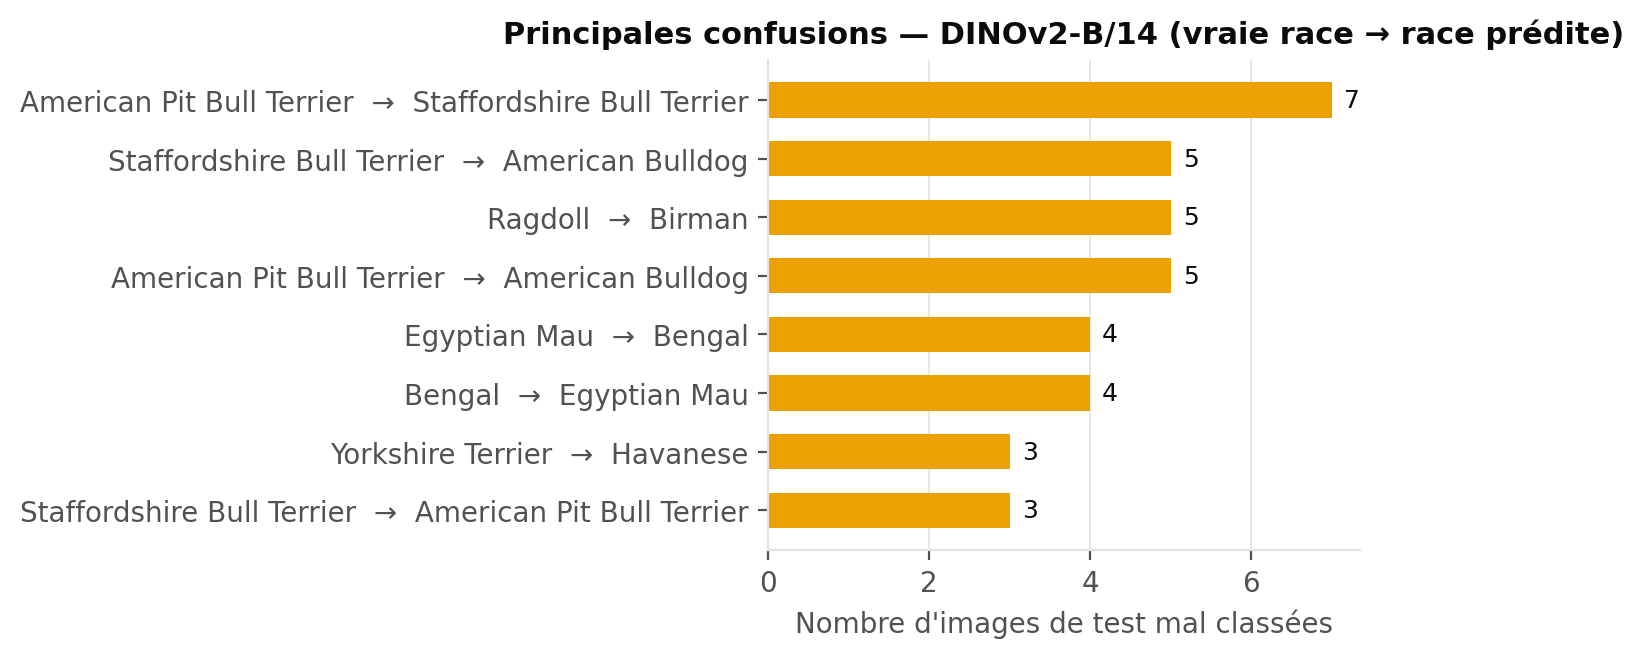 Principales confusions — DINOv2-B/14 (vraie race → race prédite)
American Pit Bull Terrier → Staffordshire Bull Terrier 7
Staffordshire Bull Terrier → American Bulldog 5
Ragdoll → Birman 5
American Pit Bull Terrier → American Bulldog 5
Egyptian Mau → Bengal 4
Bengal → Egyptian Mau 4
Yorkshire Terrier → Havanese 3
Staffordshire Bull Terrier → American Pit Bull Terrier 3
0 2 4 6
Nombre d'images de test mal classées